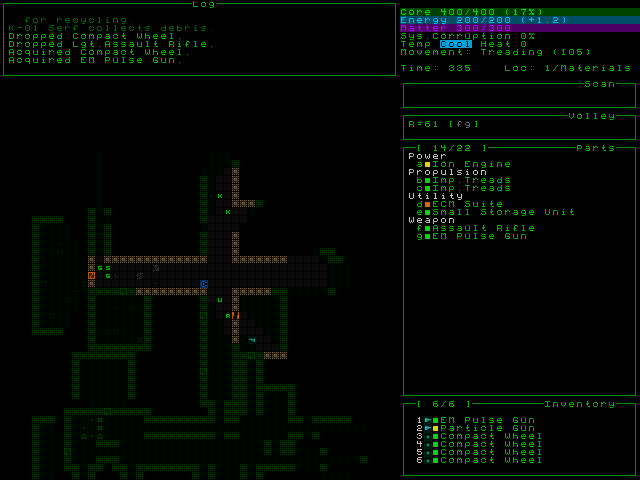 Log
for recycling.
K-01 Serf collects debris.
Dropped Compact Wheel.
Dropped Lgt.Assault Rifle.
Acquired Compact Wheel.
Acquired EM Pulse Gun.
Core 400/400 (17%)
Energy 200/200 (+1.2)
Matter 300/300
Sys.Corruption 0%
Temp Cool Heat 0
Movement: Treading (105)
Time: 335 Loc: 1/Materials
Scan
Volley
R=61 [fg]
[ 14/22 ] Parts
Power
a Ion Engine
Propulsion
b Imp.Treads
c Imp.Treads
Utility
d ECM Suite
e Small Storage Unit
Weapon
f Assault Rifle
g EM Pulse Gun
[ 6/6 ] Inventory
1 EM Pulse Gun
2 Particle Gun
3 Compact Wheel
4 Compact Wheel
5 Compact Wheel
6 Compact Wheel
K
K
G S
G
U
R